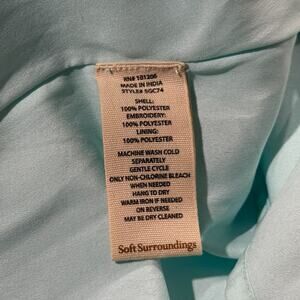 RN# 101206
MADE IN INDIA
STYLE# 5GC74
SHELL:
100% POLYESTER
EMBROIDERY:
100% POLYESTER
LINING:
100% POLYESTER
MACHINE WASH COLD
SEPARATELY
GENTLE CYCLE
ONLY NON-CHLORINE BLEACH
WHEN NEEDED
HANG TO DRY
WARM IRON IF NEEDED
ON REVERSE
MAY BE DRY CLEANED
Soft Surroundings